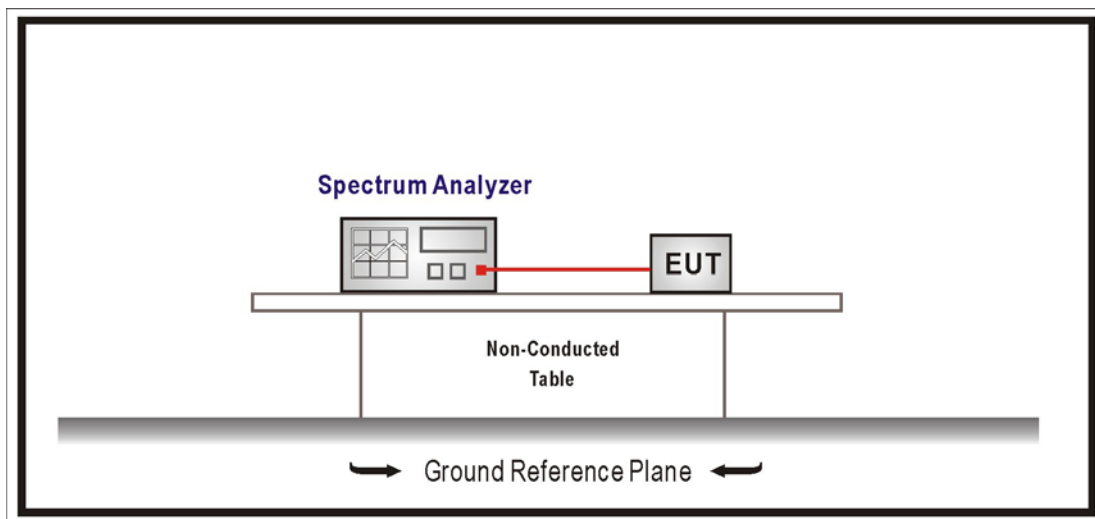 Spectrum Analyzer
EUT
Non-Conducted
Table
Ground Reference Plane